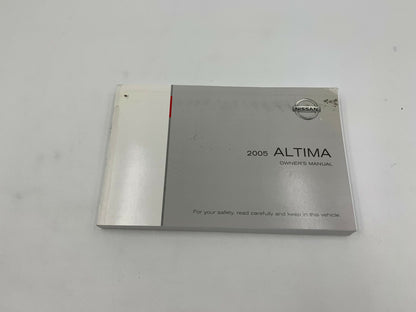 NISSAN
2005 ALTIMA
OWNER'S MANUAL
For your safety, read carefully and keep in this vehicle.